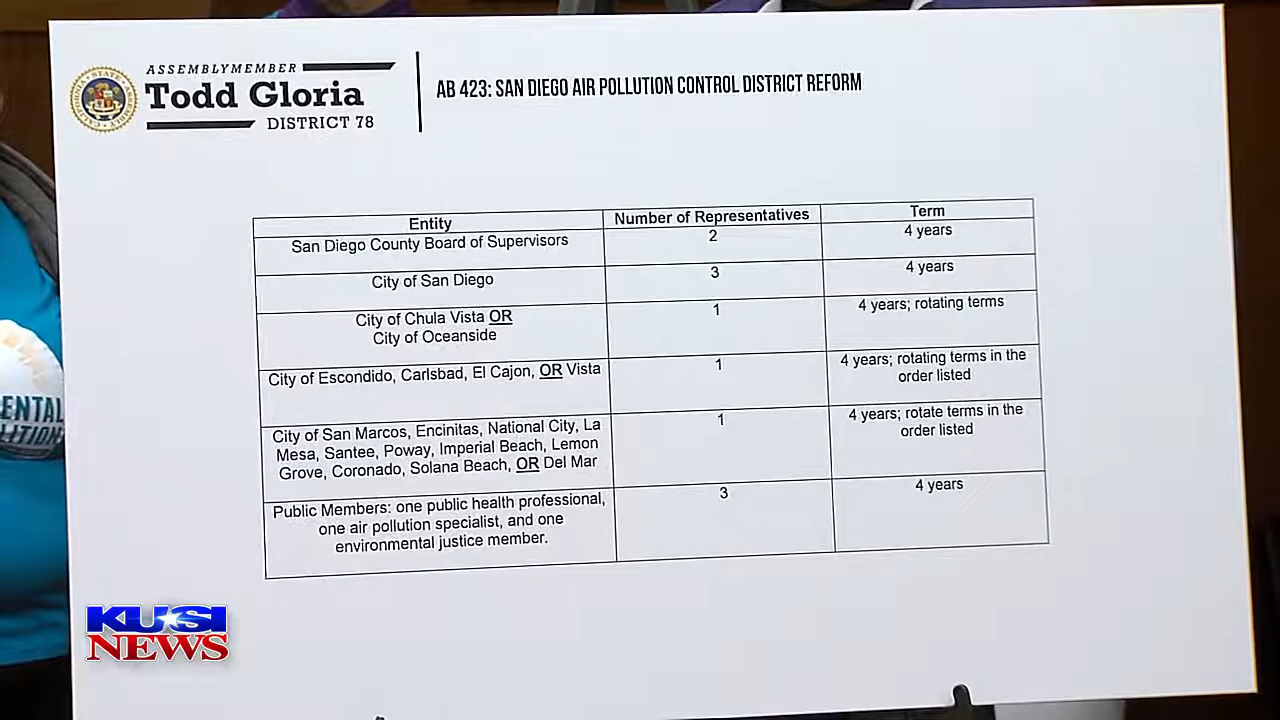 ASSEMBLYMEMBER
Todd Gloria
DISTRICT 78
AB 423: SAN DIEGO AIR POLLUTION CONTROL DISTRICT REFORM
Entity Number of Representatives Term
San Diego County Board of Supervisors 2 4 years
City of San Diego 3 4 years
City of Chula Vista OR 1 4 years; rotating terms
City of Oceanside
City of Escondido, Carlsbad, El Cajon, OR Vista 1 4 years; rotating terms in the
order listed
City of San Marcos, Encinitas, National City, La 1 4 years; rotate terms in the
Mesa, Santee, Poway, Imperial Beach, Lemon order listed
Grove, Coronado, Solana Beach, OR Del Mar
Public Members: one public health professional, 3 4 years
one air pollution specialist, and one
environmental justice member.
ENTAL
KUSI
NEWS